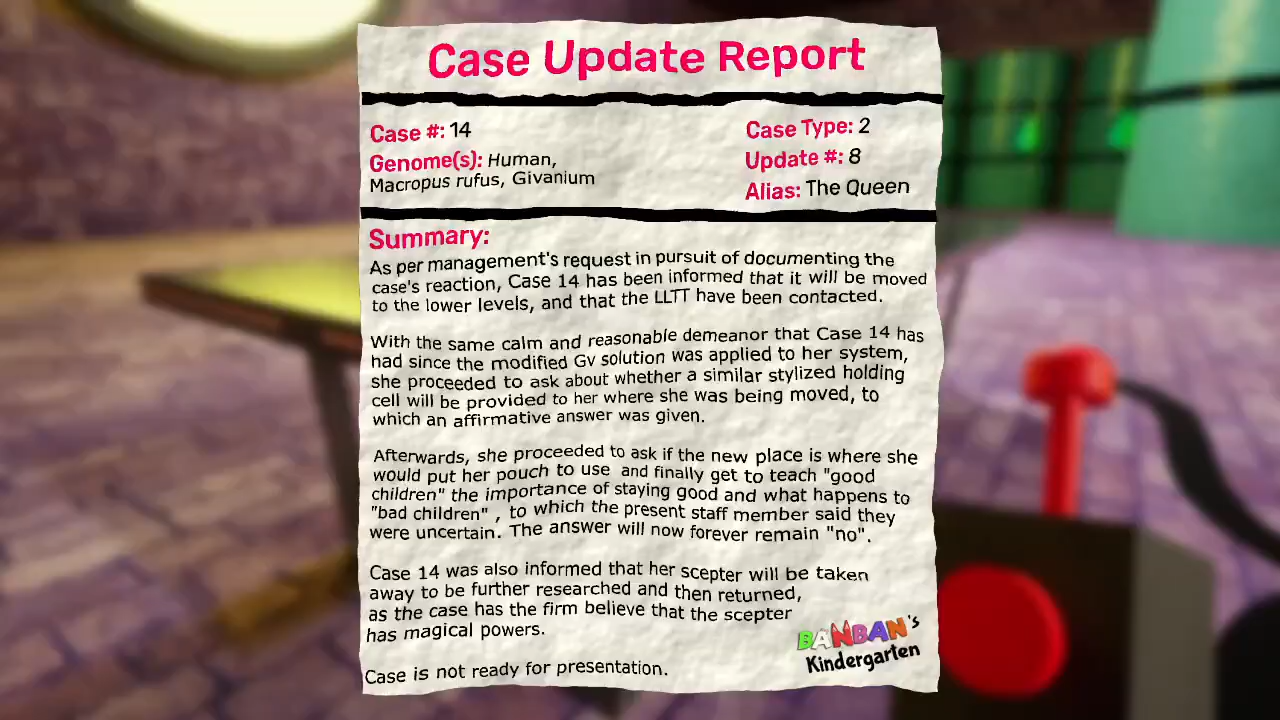 Case Update Report
Case #: 14
Genome(s): Human,
Macropus rufus, Givanium
Case Type: 2
Update #: 8
Alias: The Queen
Summary:
As per management's request in pursuit of documenting the
case's reaction, Case 14 has been informed that it will be moved
to the lower levels, and that the LLTT have been contacted.
With the same calm and reasonable demeanor that Case 14 has
had since the modified Gv solution was applied to her system,
she proceeded to ask about whether a similar stylized holding
cell will be provided to her where she was being moved, to
which an affirmative answer was given.
Afterwards, she proceeded to ask if the new place is where she
would put her pouch to use and finally get to teach "good
children" the importance of staying good and what happens to
"bad children" , to which the present staff member said they
were uncertain. The answer will now forever remain "no".
Case 14 was also informed that her scepter will be taken
away to be further researched and then returned,
as the case has the firm believe that the scepter
has magical powers.
Case is not ready for presentation.
BANBAN's
Kindergarten